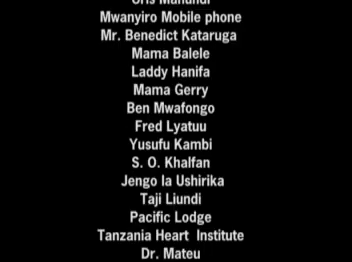 Mwanyiro Mobile phone
Mr. Benedict Kataruga
Mama Balele
Laddy Hanifa
Mama Gerry
Ben Mwafongo
Fred Lyatuu
Yusufu Kambi
S. O. Khalfan
Jengo la Ushirika
Taji Liundi
Pacific Lodge
Tanzania Heart Institute
Dr. Mateu